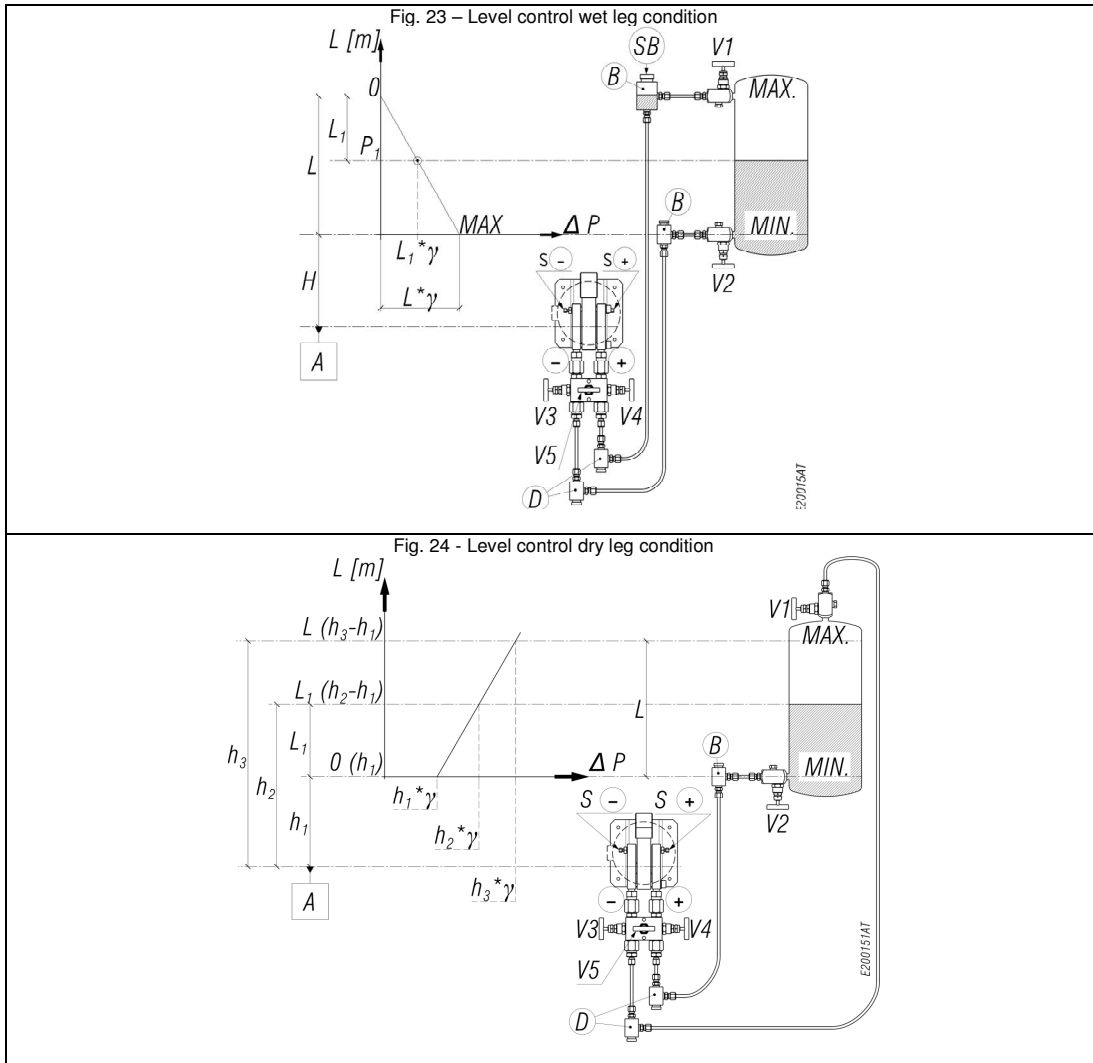 Fig. 23 – Level control wet leg condition
L [m]
SB
V1
B
0
MAX.
L₁
P₁
L
B
MAX
Δ P
MIN.
L₁*γ
S -
S +
V2
H
L*γ
A
-
+
V3
V4
V5
D
E20015AT
Fig. 24 - Level control dry leg condition
L [m]
V1
L (h₃-h₁)
MAX.
L₁ (h₂-h₁)
L
L₁
B
h₃
0 (h₁)
Δ P
MIN.
h₂
h₁*γ
S -
S +
V2
h₁
h₂*γ
h₃*γ
A
-
+
V3
V4
V5
E200151AT
D